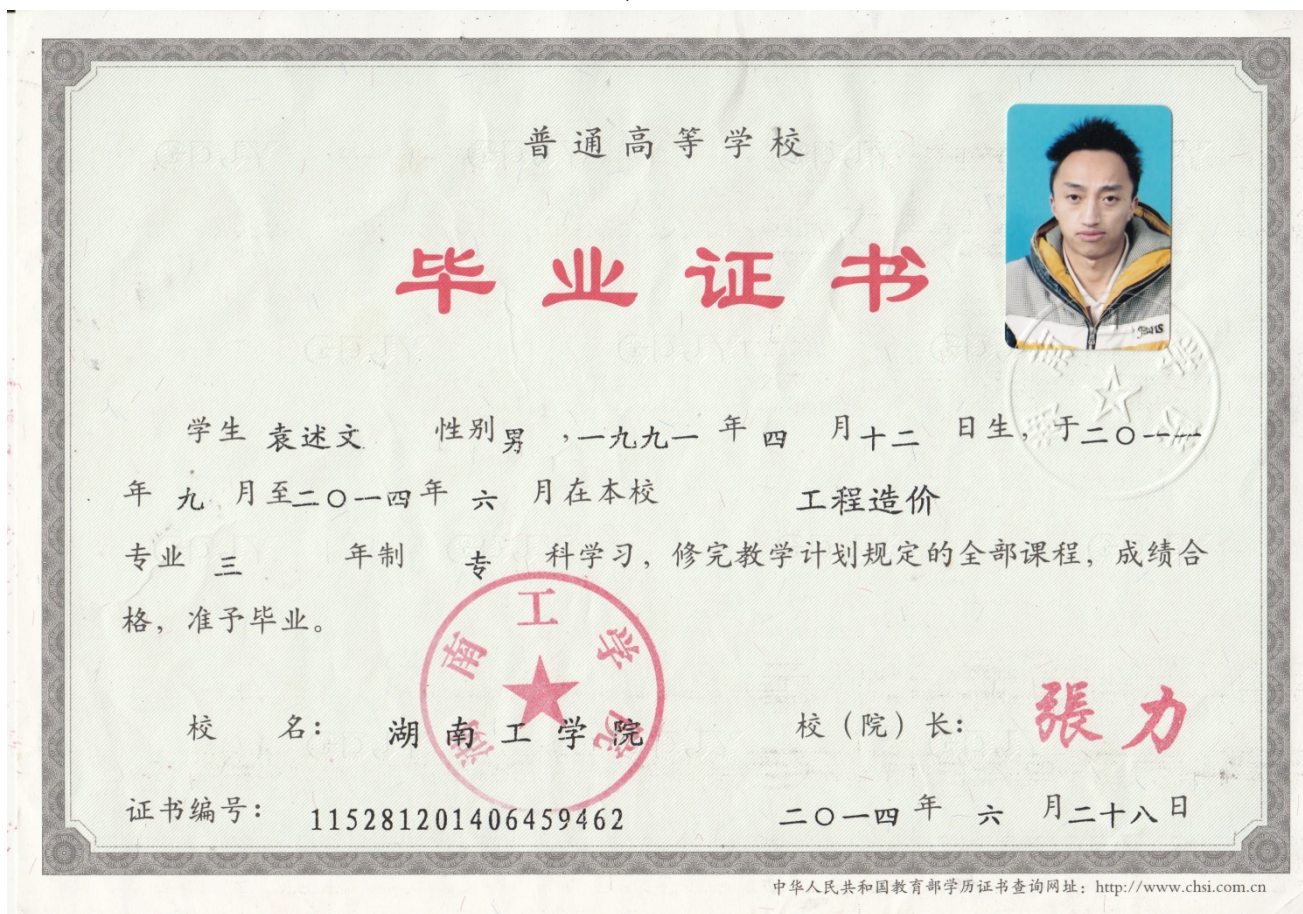 普通高等学校
毕业证书
学生 袁述文 性别 男 ,一九九一 年 四 月 十二 日生, 于二〇一一
年 九 月至二〇一四年 六 月在本校 工程造价
专业 三 年制 专 科学习, 修完教学计划规定的全部课程, 成绩合
格, 准予毕业。
湖南工学院
校 名: 湖南工学院 校(院)长: 張力
证书编号: 115281201406459462 二〇一四 年 六 月二十八日
中华人民共和国教育部学历证书查询网址: http://www.chsi.com.cn